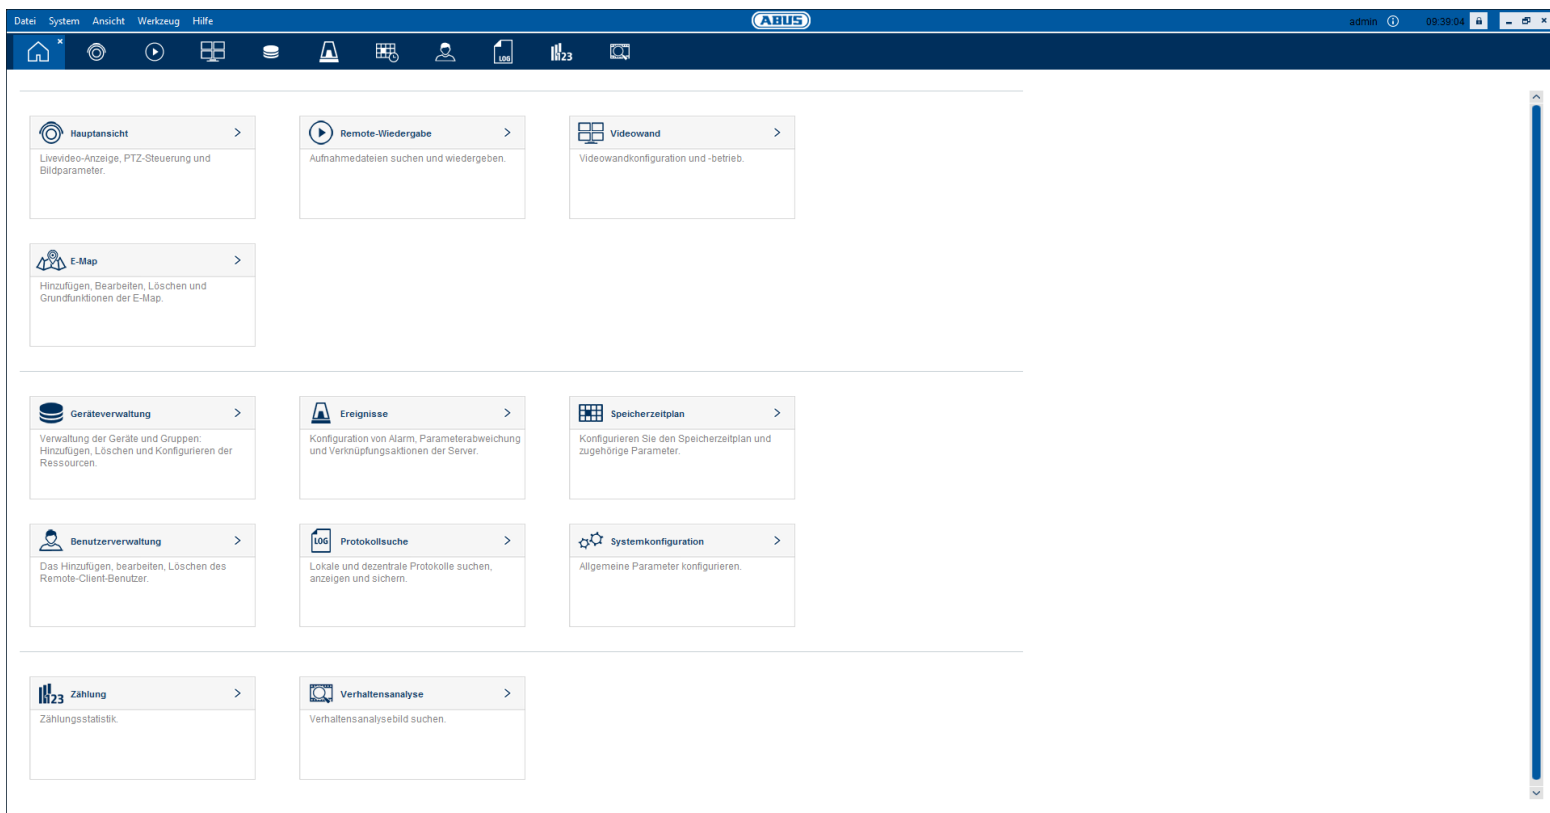 Datei System Ansicht Werkzeug Hilfe
ABUS
admin
09:39:04
LOG
123
Hauptansicht
Livevideo-Anzeige, PTZ-Steuerung und
Bildparameter.
Remote-Wiedergabe
Aufnahmedateien suchen und wiedergeben.
Videowand
Videowandkonfiguration und -betrieb.
E-Map
Hinzufügen, Bearbeiten, Löschen und
Grundfunktionen der E-Map.
Geräteverwaltung
Verwaltung der Geräte und Gruppen:
Hinzufügen, Löschen und Konfigurieren der
Ressourcen.
Ereignisse
Konfiguration von Alarm, Parameterabweichung
und Verknüpfungsaktionen der Server.
Speicherzeitplan
Konfigurieren Sie den Speicherzeitplan und
zugehörige Parameter.
Benutzerverwaltung
Das Hinzufügen, bearbeiten, Löschen des
Remote-Client-Benutzer.
LOG
Protokollsuche
Lokale und dezentrale Protokolle suchen,
anzeigen und sichern.
Systemkonfiguration
Allgemeine Parameter konfigurieren.
123
Zählung
Zählungsstatistik.
Verhaltensanalyse
Verhaltensanalysebild suchen.